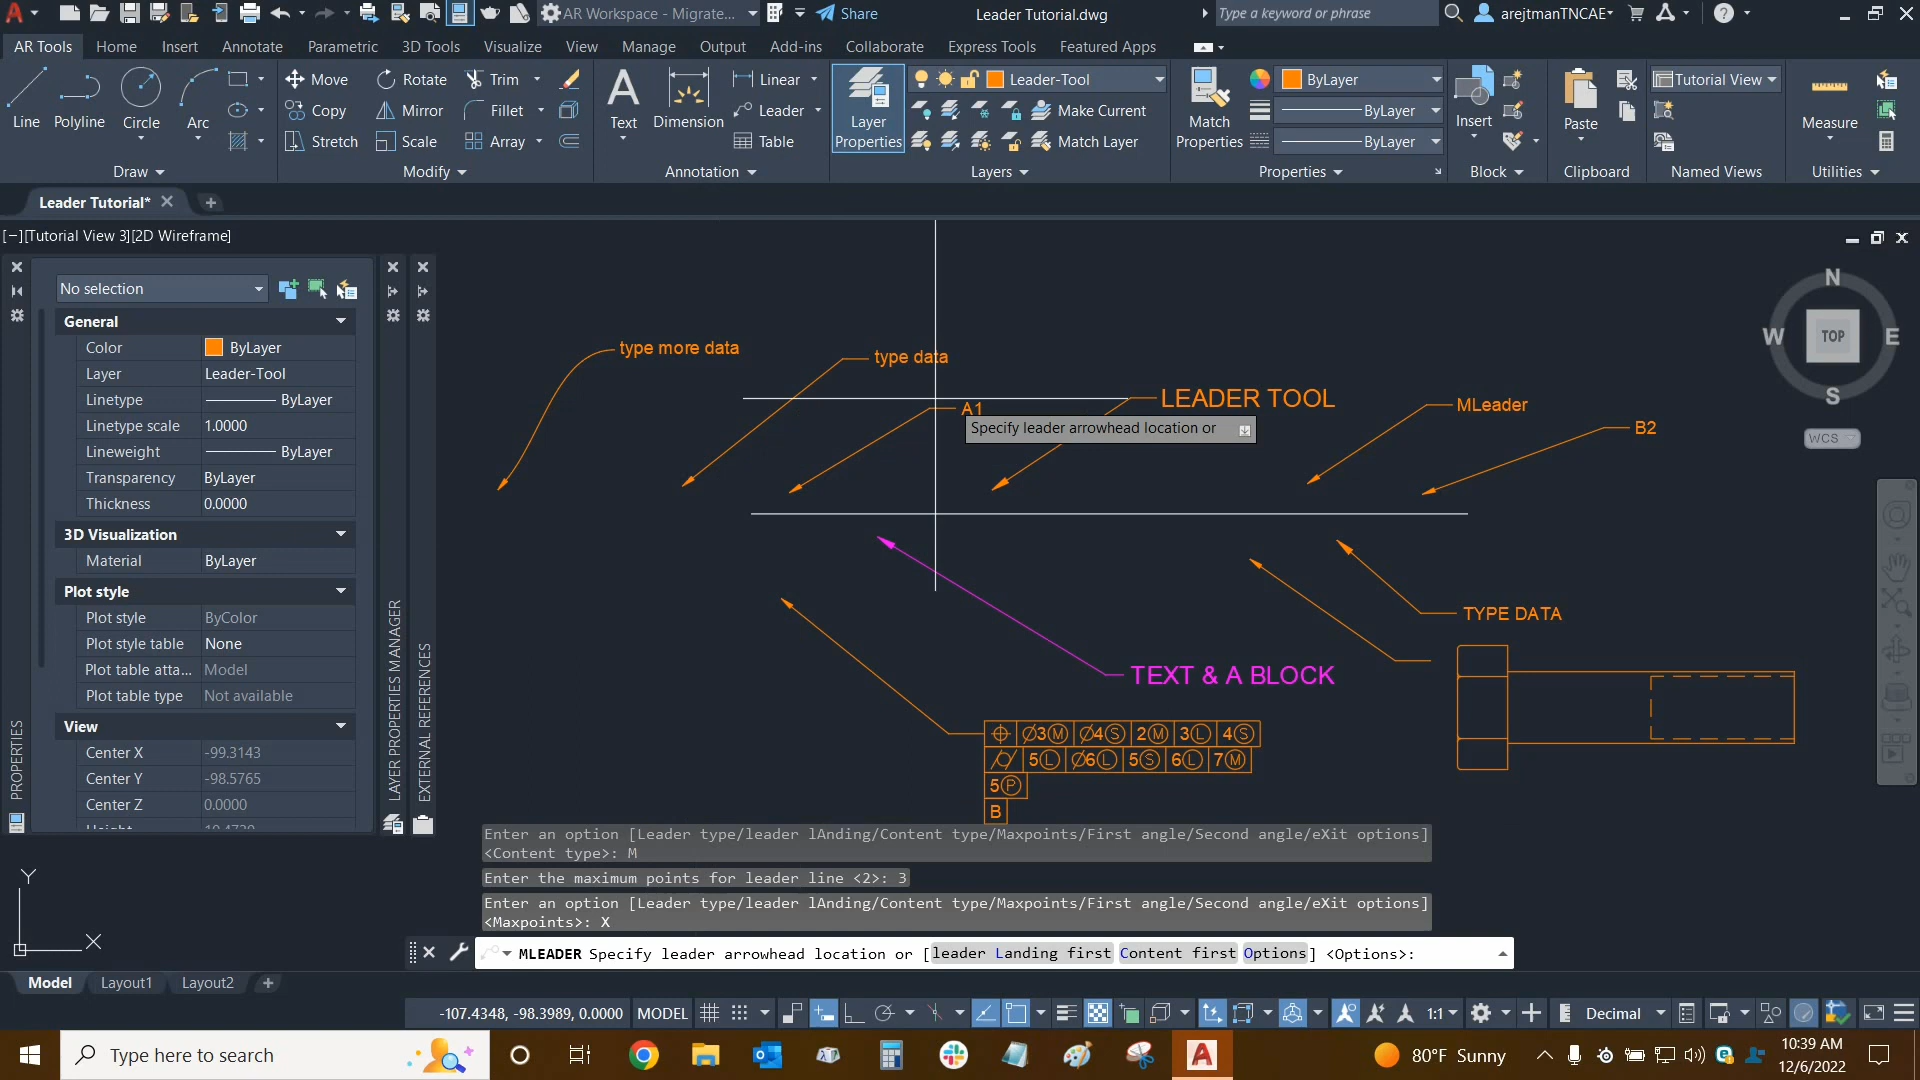 AR Workspace - Migrate...
Share
Leader Tutorial.dwg
Type a keyword or phrase
arejtmanTNCAE
AR Tools
Home
Insert
Annotate
Parametric
3D Tools
Visualize
View
Manage
Output
Add-ins
Collaborate
Express Tools
Featured Apps
Line
Polyline
Circle
Arc
Move
Rotate
Trim
Copy
Mirror
Fillet
Stretch
Scale
Array
Text
Dimension
Linear
Leader
Table
Layer
Properties
Leader-Tool
Make Current
Match Layer
Match
Properties
ByLayer
ByLayer
ByLayer
Insert
Paste
Tutorial View
Measure
Draw
Modify
Annotation
Layers
Properties
Block
Clipboard
Named Views
Utilities
Leader Tutorial*
[−][Tutorial View 3][2D Wireframe]
No selection
General
Color ByLayer
Layer Leader-Tool
Linetype ByLayer
Linetype scale 1.0000
Lineweight ByLayer
Transparency ByLayer
Thickness 0.0000
3D Visualization
Material ByLayer
Plot style
Plot style ByColor
Plot style table None
Plot table atta... Model
Plot table type Not available
View
Center X -99.3143
Center Y -98.5765
Center Z 0.0000
PROPERTIES
LAYER PROPERTIES MANAGER
EXTERNAL REFERENCES
type more data
type data
A1
LEADER TOOL
MLeader
B2
Specify leader arrowhead location or
TYPE DATA
TEXT & A BLOCK
⌖ ∅3Ⓜ ∅4Ⓢ 2Ⓜ 3Ⓛ 4Ⓢ
⌭ 5Ⓛ ∅6Ⓛ 5Ⓢ 6Ⓛ 7Ⓜ
5Ⓟ
B
N
W TOP E
S
WCS
Y
X
Enter an option [Leader type/leader lAnding/Content type/Maxpoints/First angle/Second angle/eXit options]
<Content type>: M
Enter the maximum points for leader line <2>: 3
Enter an option [Leader type/leader lAnding/Content type/Maxpoints/First angle/Second angle/eXit options]
<Maxpoints>: X
MLEADER Specify leader arrowhead location or [leader Landing first Content first Options] <Options>:
Model
Layout1
Layout2
-107.4348, -98.3989, 0.0000
MODEL
1:1
Decimal
Type here to search
80°F Sunny
10:39 AM
12/6/2022